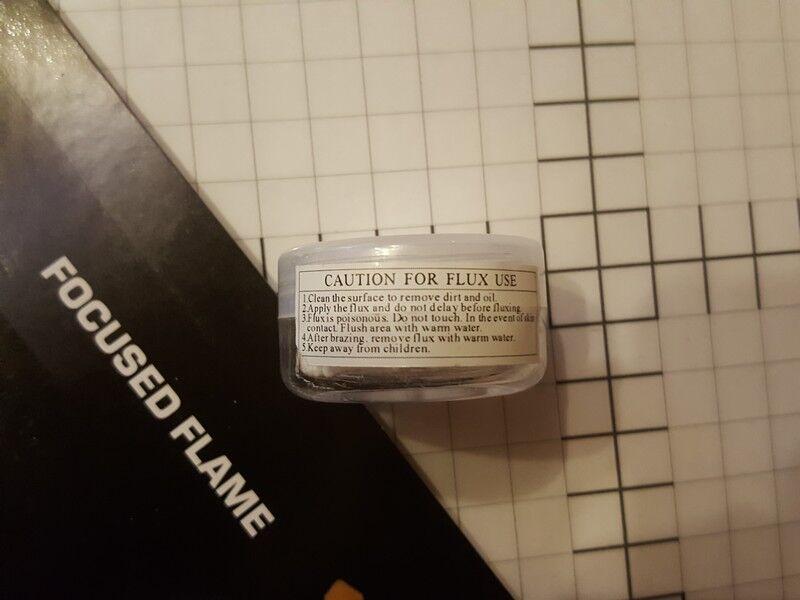 CAUTION FOR FLUX USE
1.Clean the surface to remove dirt and oil.
2.Apply the flux and do not delay before fluxing.
3.Flux is poisonous. Do not touch. In the event of skin
contact. Flush area with warm water.
4.After brazing, remove flux with warm water.
5.Keep away from children.
FOCUSED FLAME